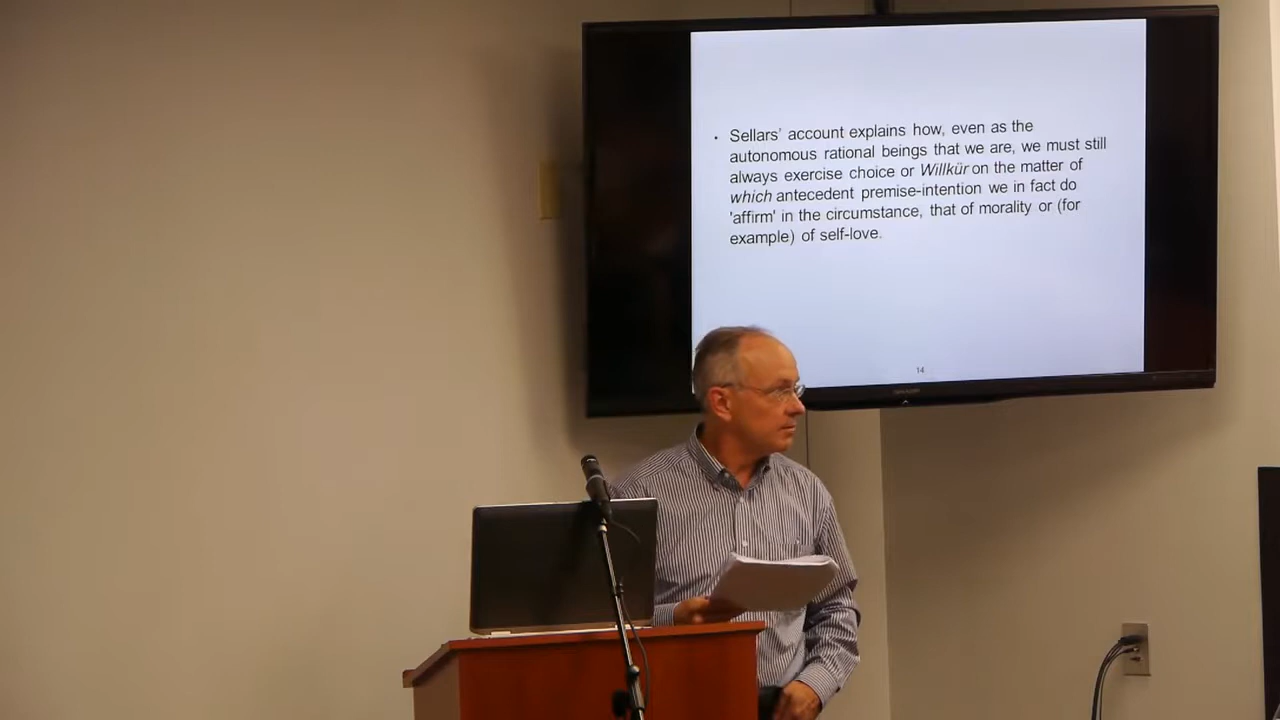 • Sellars' account explains how, even as the
autonomous rational beings that we are, we must still
always exercise choice or Willkür on the matter of
which antecedent premise-intention we in fact do
'affirm' in the circumstance, that of morality or (for
example) of self-love.
14
SHARP